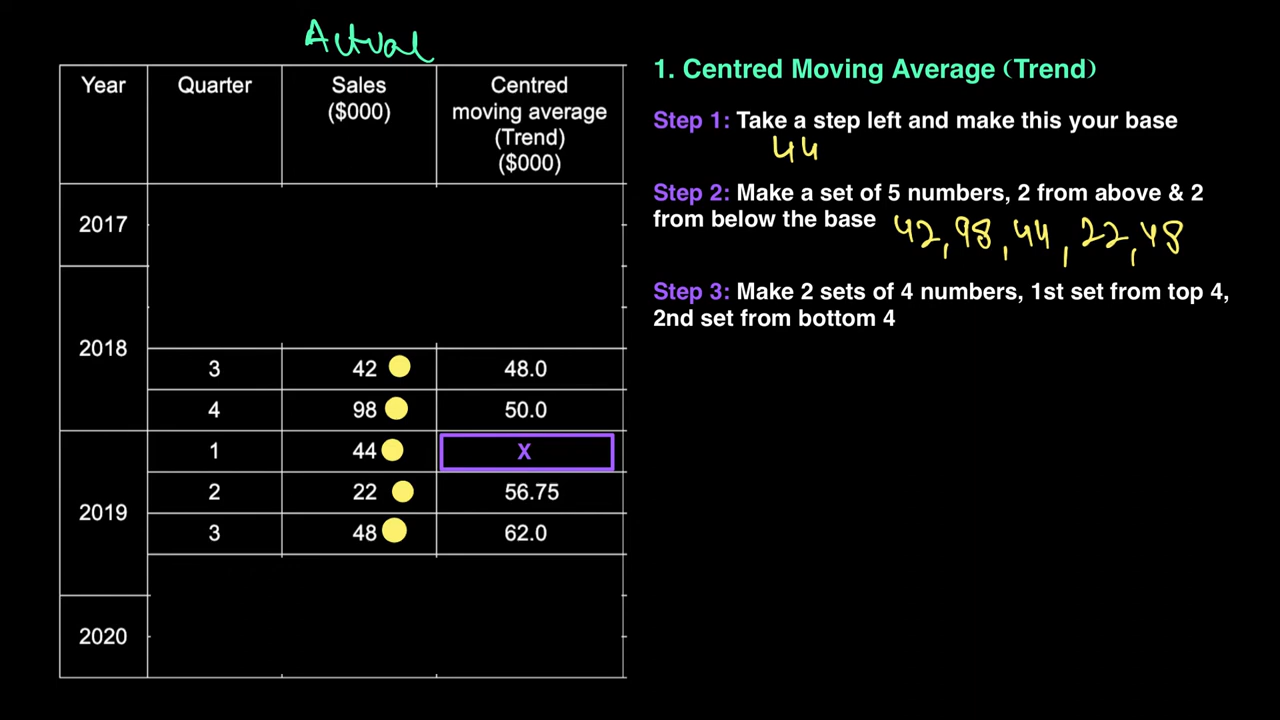 Actual
Year Quarter Sales Centred
($000) moving average
(Trend)
($000)
2017
2018
3 42 48.0
4 98 50.0
1 44 X
2019
2 22 56.75
3 48 62.0
2020
1. Centred Moving Average (Trend)
Step 1: Take a step left and make this your base
44
Step 2: Make a set of 5 numbers, 2 from above & 2
from below the base 42, 98, 44, 22, 48
Step 3: Make 2 sets of 4 numbers, 1st set from top 4,
2nd set from bottom 4